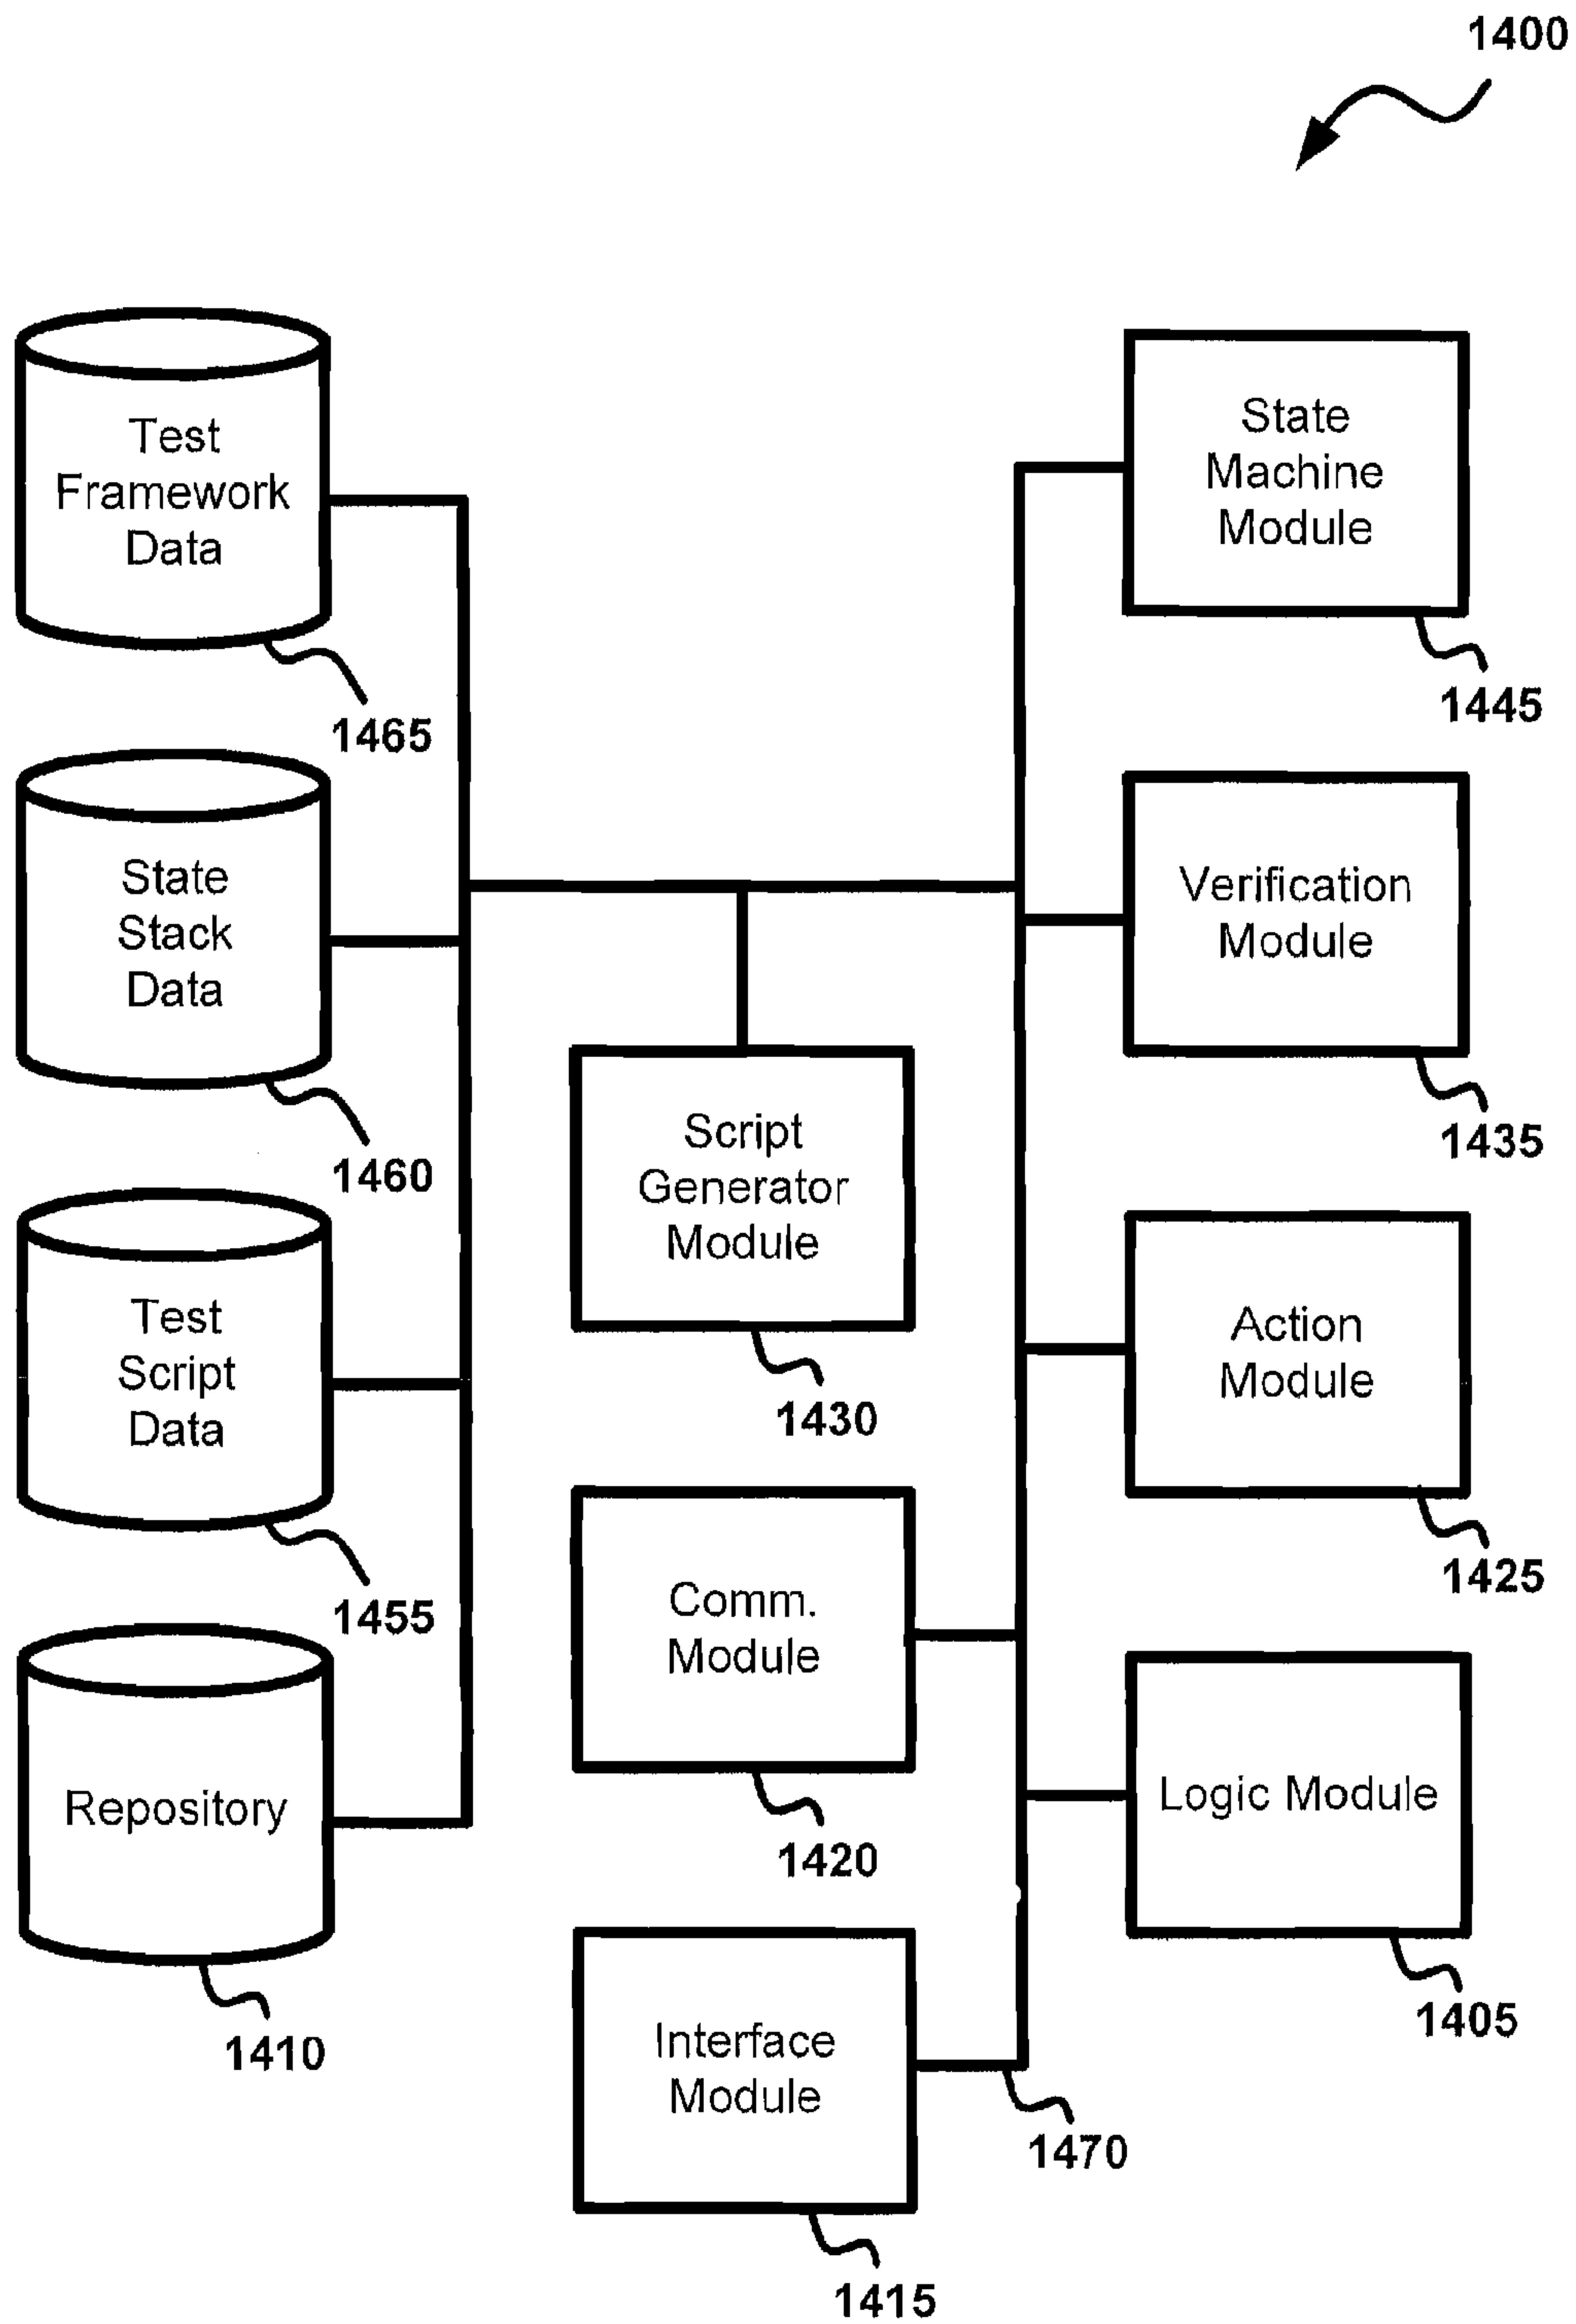 1400
Test
Framework
Data
1465
State
Stack
Data
1460
Test
Script
Data
1455
Repository
1410
Script
Generator
Module
1430
Comm.
Module
1420
Interface
Module
1415
1470
State
Machine
Module
1445
Verification
Module
1435
Action
Module
1425
Logic Module
1405